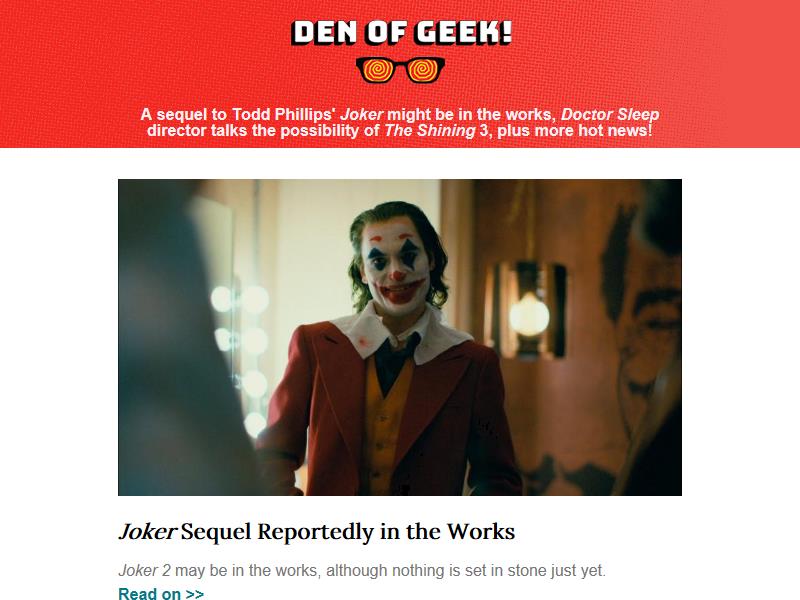 DEN OF GEEK!
A sequel to Todd Phillips' Joker might be in the works, Doctor Sleep
director talks the possibility of The Shining 3, plus more hot news!
Joker Sequel Reportedly in the Works
Joker 2 may be in the works, although nothing is set in stone just yet.
Read on >>